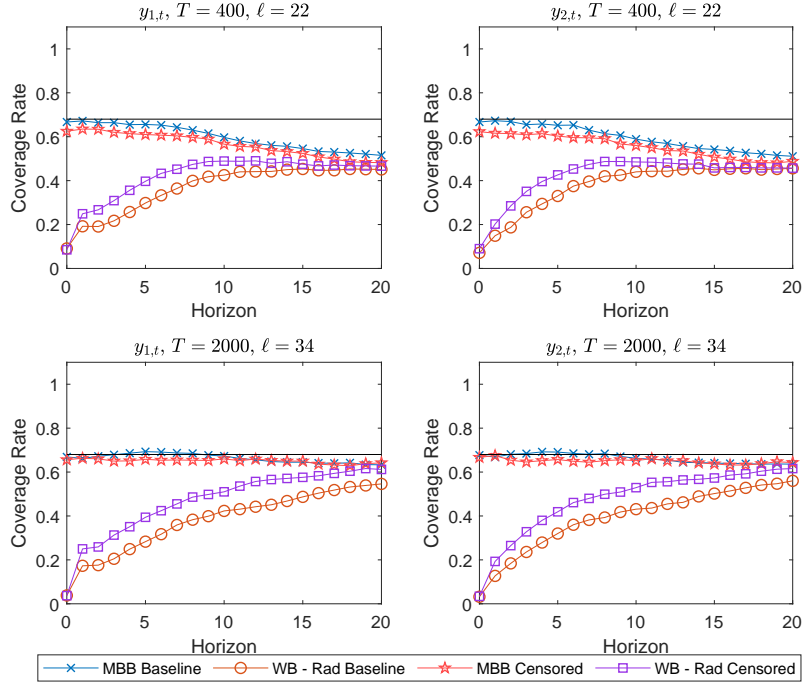 y1,t, T = 400, ℓ = 22
1
0.8
0.6
0.4
0.2
0
Coverage Rate
0 5 10 15 20
Horizon
y2,t, T = 400, ℓ = 22
1
0.8
0.6
0.4
0.2
0
Coverage Rate
0 5 10 15 20
Horizon
y1,t, T = 2000, ℓ = 34
1
0.8
0.6
0.4
0.2
0
Coverage Rate
0 5 10 15 20
Horizon
y2,t, T = 2000, ℓ = 34
1
0.8
0.6
0.4
0.2
0
Coverage Rate
0 5 10 15 20
Horizon
MBB Baseline WB - Rad Baseline MBB Censored WB - Rad Censored